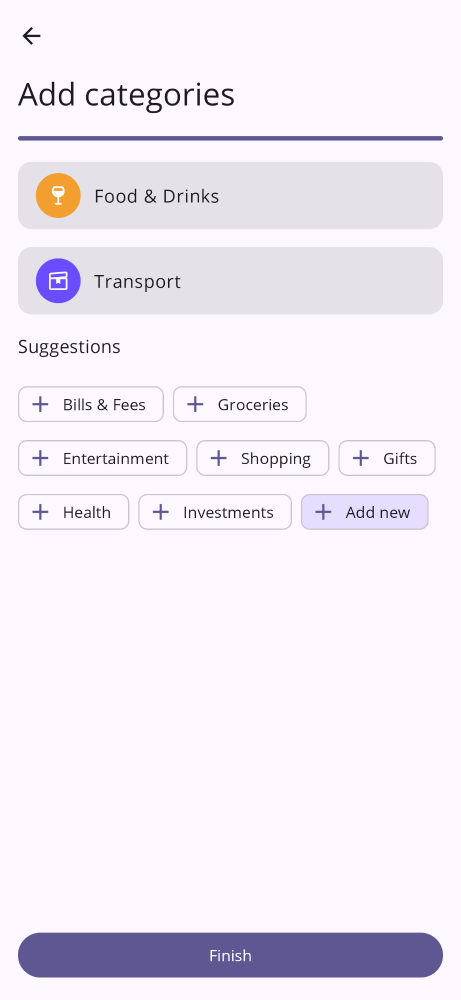 Add categories
Food & Drinks
Transport
Suggestions
Bills & Fees Groceries
Entertainment Shopping Gifts
Health Investments Add new
Finish